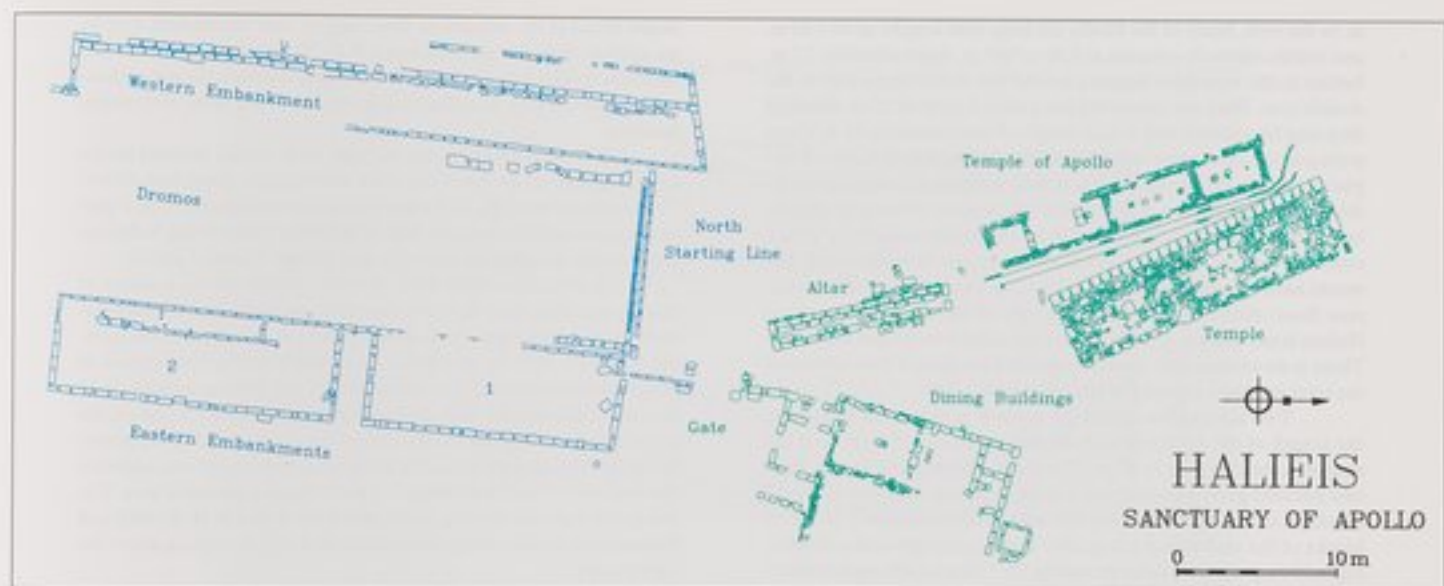 Western Embankment
Dromos
North
Starting Line
2
1
Eastern Embankments
Temple of Apollo
Altar
Temple
Gate
Dining Buildings
HALIEIS
SANCTUARY OF APOLLO
0 10 m